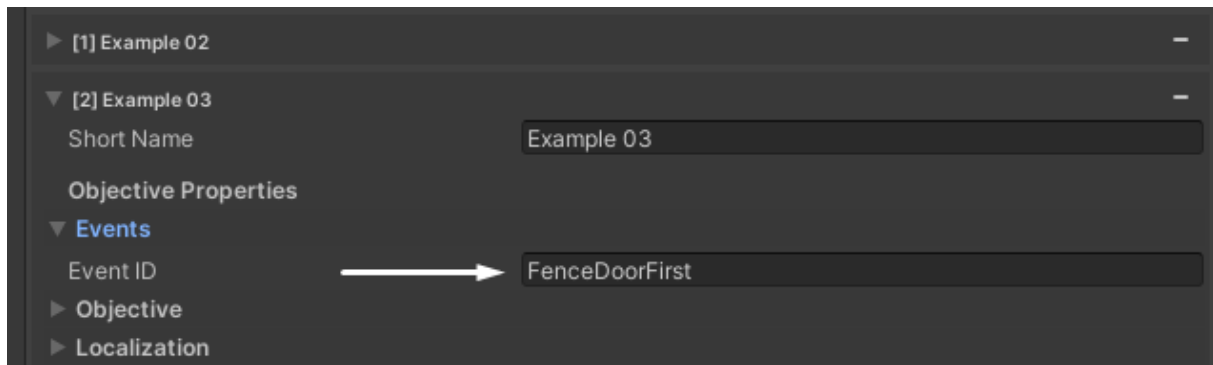 [1] Example 02
[2] Example 03
Short Name Example 03
Objective Properties
Events
Event ID FenceDoorFirst
Objective
Localization